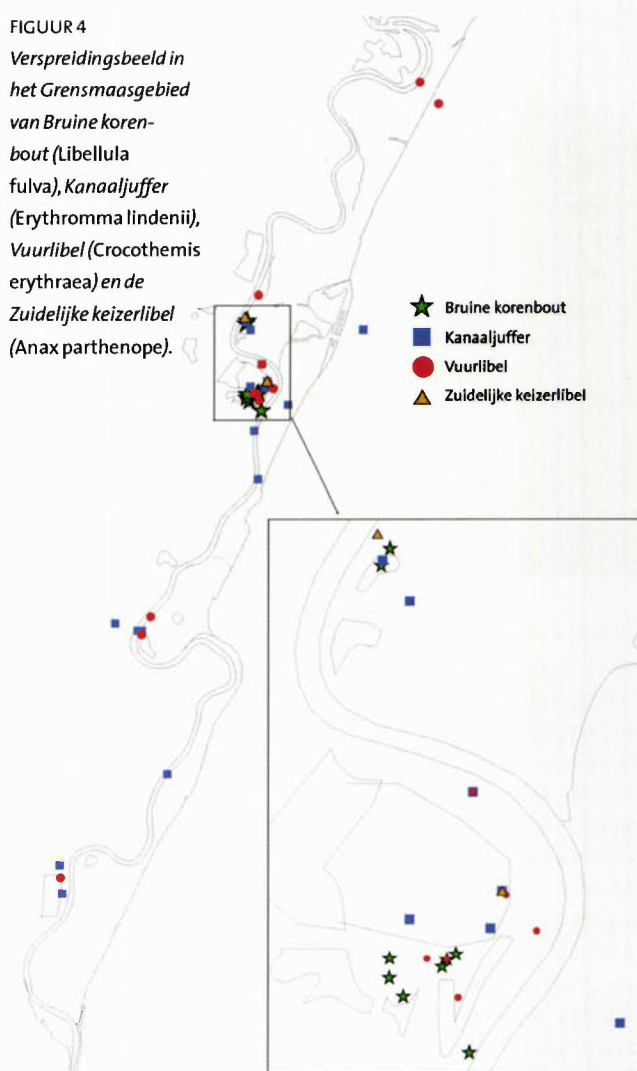 FIGUUR 4
Verspreidingsbeeld in
het Grensmaasgebied
van Bruine koren-
bout (Libellula
fulva), Kanaaljuffer
(Erythromma lindenii),
Vuurlibel (Crocothemis
erythraea) en de
Zuidelijke keizerlibel
(Anax parthenope).
Bruine korenbout
Kanaaljuffer
Vuurlibel
Zuidelijke keizerlibel